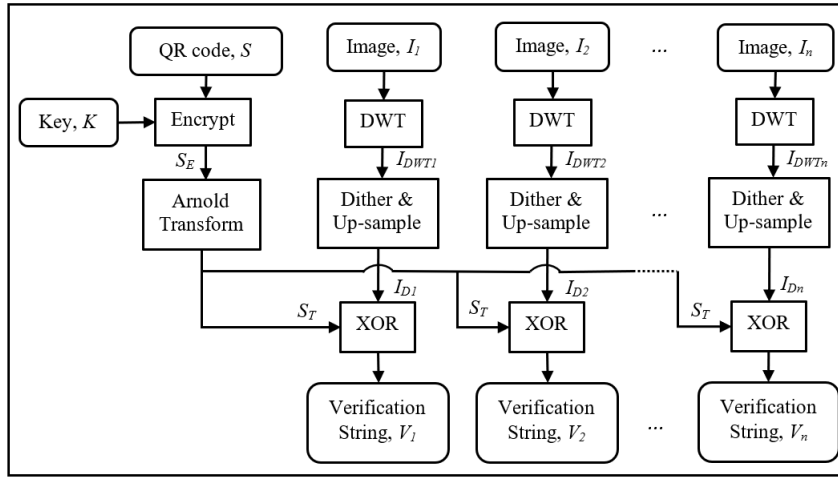 QR code, S
Image, I1
Image, I2
...
Image, In
Key, K
Encrypt
DWT
DWT
DWT
SE
IDWT1
IDWT2
IDWTn
Arnold
Transform
Dither &
Up-sample
Dither &
Up-sample
...
Dither &
Up-sample
ID1
ID2
IDn
ST
XOR
ST
XOR
ST
XOR
Verification
String, V1
Verification
String, V2
...
Verification
String, Vn